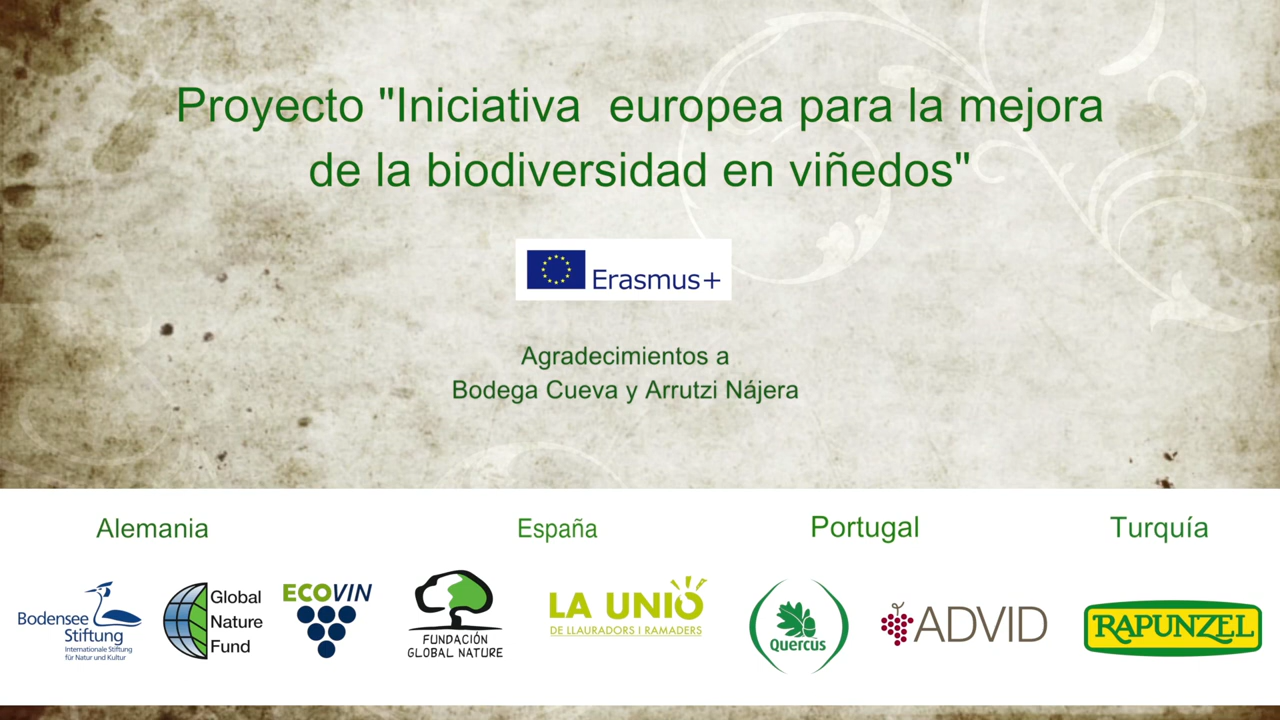 Proyecto "Iniciativa europea para la mejora
de la biodiversidad en viñedos"
Erasmus+
Agradecimientos a
Bodega Cueva y Arrutzi Nájera
Alemania
España
Portugal
Turquía
Bodensee
Stiftung
Internationale Stiftung
für Natur und Kultur
Global
Nature
Fund
ECOVIN
FUNDACIÓN
GLOBAL NATURE
LA UNIÓ
DE LLAURADORS I RAMADERS
Quercus
ADVID
RAPUNZEL